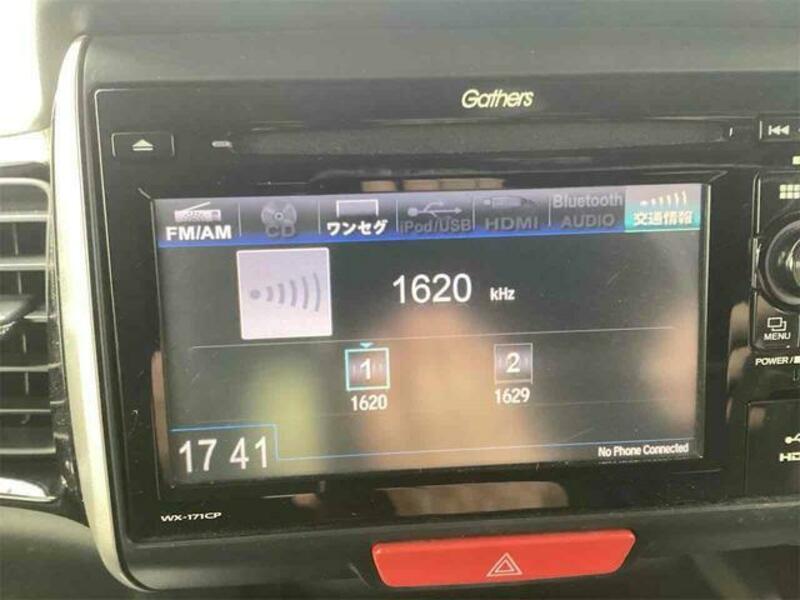 Gathers
FM/AM
CD
ワンセグ
iPod/USB
HDMI
Bluetooth
AUDIO
交通情報
1620 kHz
1 2
1620 1629
17 41
No Phone Connected
MENU
POWER/
WX-171CP